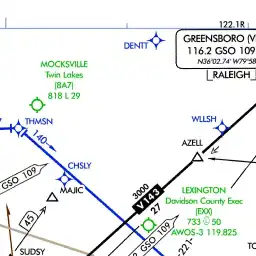 122.1R
GREENSBORO (V
116.2 GSO 109
N36°02.74' W79°58
RALEIGH
DENTT
MOCKSVILLE
Twin Lakes
(8A7)
818 L 29
THMSN
WLLSH
140
AZELL
CHSLY
GSO 109
MAJIC
3000
V143
27
LEXINGTON
Davidson County Exec
(EXX)
733 L 50
AWOS-3 119.825
45
109
221
SUDSY
TO